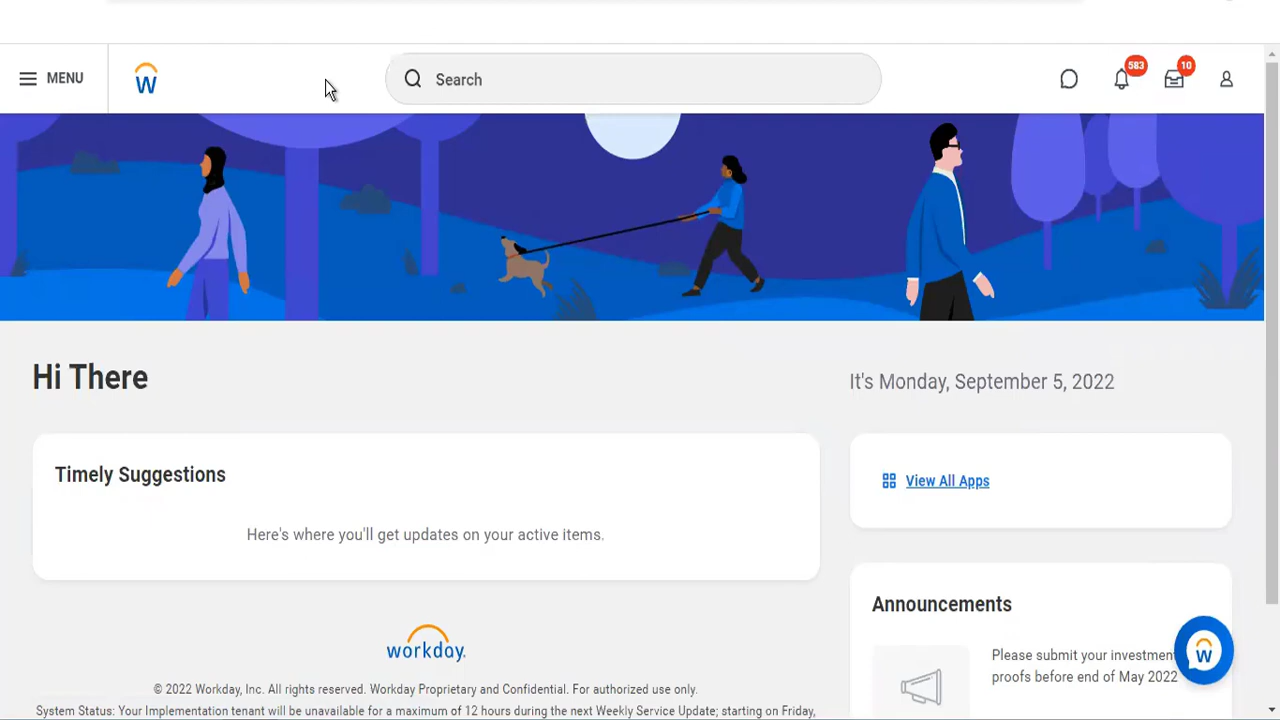 MENU
W
Search
583
10
Hi There
It's Monday, September 5, 2022
Timely Suggestions
Here's where you'll get updates on your active items.
View All Apps
Announcements
Please submit your investment
proofs before end of May 2022
W
workday.
© 2022 Workday, Inc. All rights reserved. Workday Proprietary and Confidential. For authorized use only.
System Status: Your Implementation tenant will be unavailable for a maximum of 12 hours during the next Weekly Service Update; starting on Friday,